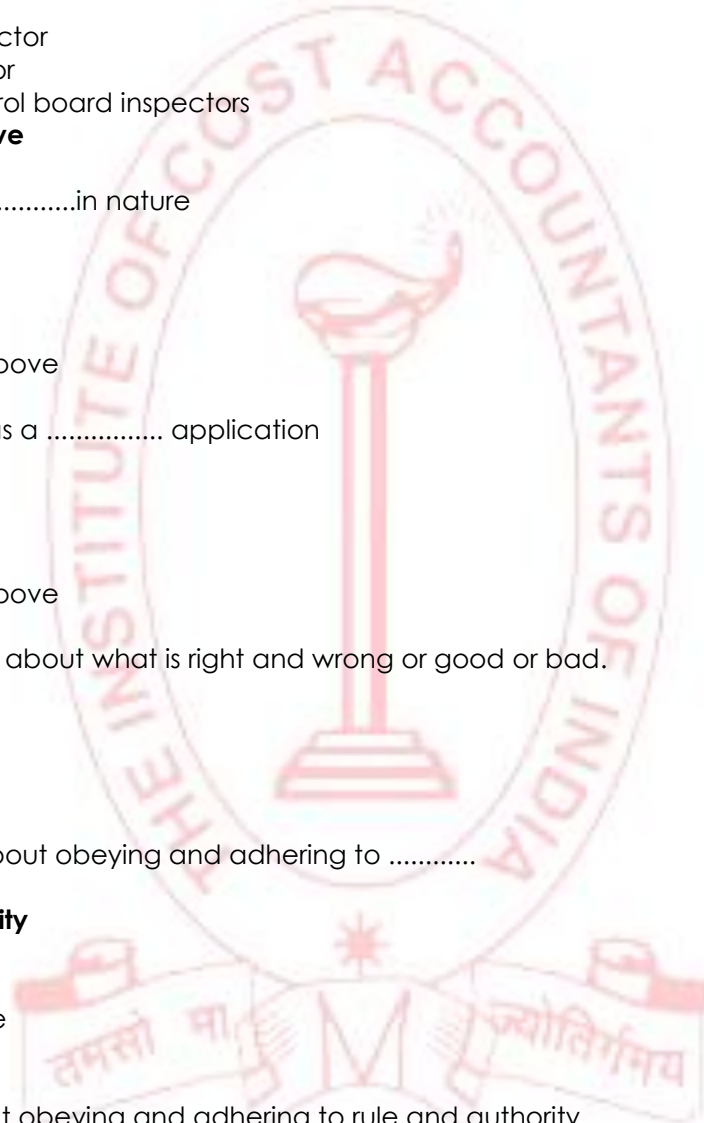 ctor
or
rol board inspectors
ve
...........in nature
bove
as a ............... application
about what is right and wrong or good or bad.
bout obeying and adhering to ............
ity
e
t obeying and adhering to rule and authority
THE INSTITUTE OF COST ACCOUNTANTS OF INDIA
तमसो मा ज्योतिर्गमय